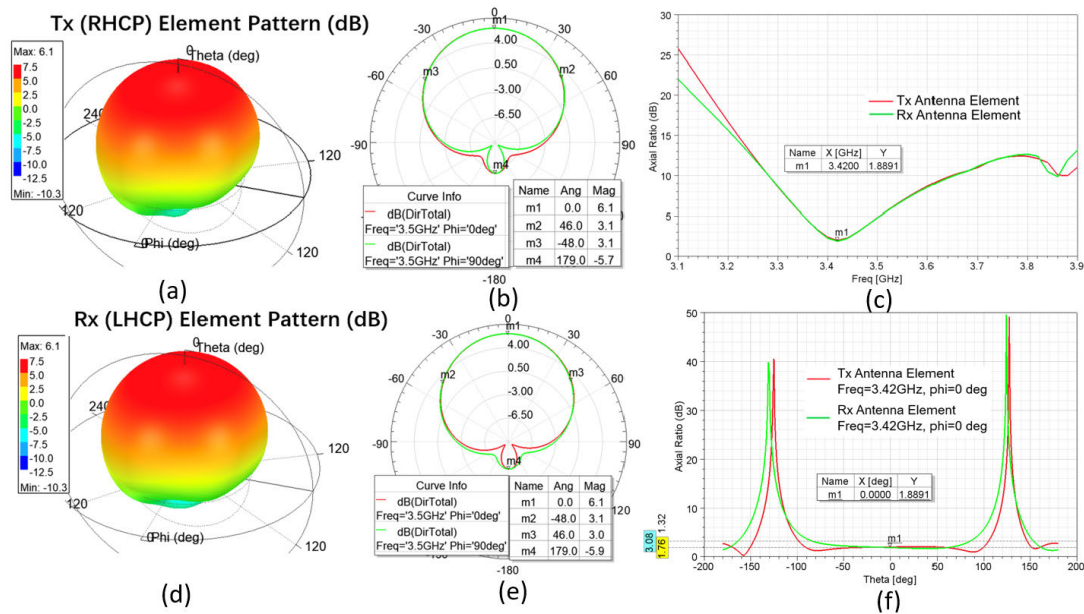 Tx (RHCP) Element Pattern (dB)
Max: 6.1
7.5
5.0
2.5
0.0
-2.5
-5.0
-7.5
-10.0
-12.5
Min: -10.3
0
Theta (deg)
240
120
120
120
0
Phi (deg)
(a)
0
m1
-30
30
4.00
-60
60
m3
m2
0.50
-3.00
-6.50
-90
90
m4
Curve Info
dB(DirTotal)
Freq='3.5GHz' Phi='0deg'
dB(DirTotal)
Freq='3.5GHz' Phi='90deg'
Name Ang Mag
m1 0.0 6.1
m2 46.0 3.1
m3 -48.0 3.1
m4 179.0 -5.7
-180
(b)
25
20
15
10
5
0
Axial Ratio (dB)
Tx Antenna Element
Rx Antenna Element
Name X [GHz] Y
m1 3.4200 1.8891
m1
3.1 3.2 3.3 3.4 3.5 3.6 3.7 3.8 3.9
Freq [GHz]
(c)
Rx (LHCP) Element Pattern (dB)
Max: 6.1
7.5
5.0
2.5
0.0
-2.5
-5.0
-7.5
-10.0
-12.5
Min: -10.3
0
Theta (deg)
240
120
120
120
0
Phi (deg)
(d)
0
m1
-30
30
4.00
-60
60
m2
m3
0.50
-3.00
-6.50
-90
90
m4
Curve Info
dB(DirTotal)
Freq='3.5GHz' Phi='0deg'
dB(DirTotal)
Freq='3.5GHz' Phi='90deg'
Name Ang Mag
m1 0.0 6.1
m2 -48.0 3.1
m3 46.0 3.0
m4 179.0 -5.9
-180
(e)
50
40
30
20
10
0
Axial Ratio (dB)
Tx Antenna Element
Freq=3.42GHz, phi=0 deg
Rx Antenna Element
Freq=3.42GHz, phi=0 deg
Name X [deg] Y
m1 0.0000 1.8891
m1
3.08
1.76
1.32
-200 -150 -100 -50 0 50 100 150 200
Theta [deg]
(f)